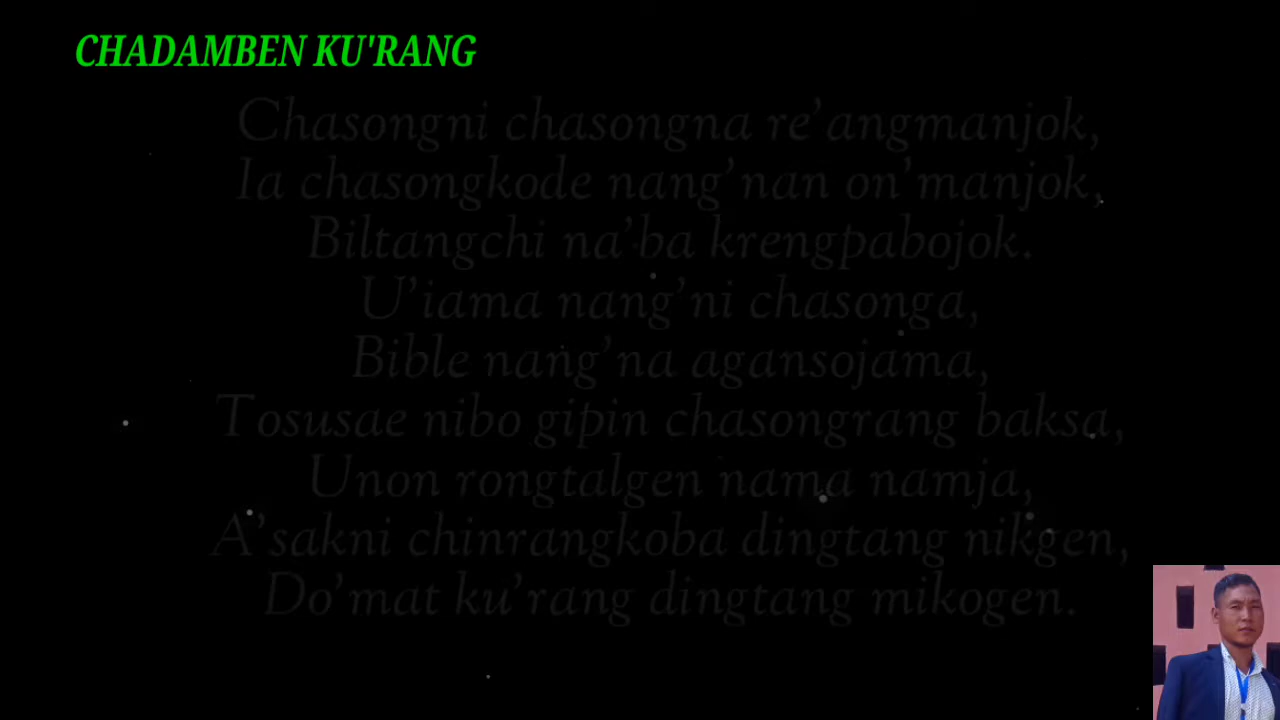 CHADAMBEN KU'RANG
Chasongni chasongna re’angmanjok,
Ia chasongkode nang’nan on’manjok,
Biltangchi na’ba krengpabojok.
U’iama nang’ni chasonga,
Bible nang’na agansojama,
Tosusae nibo gipin chasongrang baksa,
Unon rongtalgen nama namja,
A’sakni chinrangkoba dingtang nikgen,
Do’mat ku’rang dingtang mikogen.